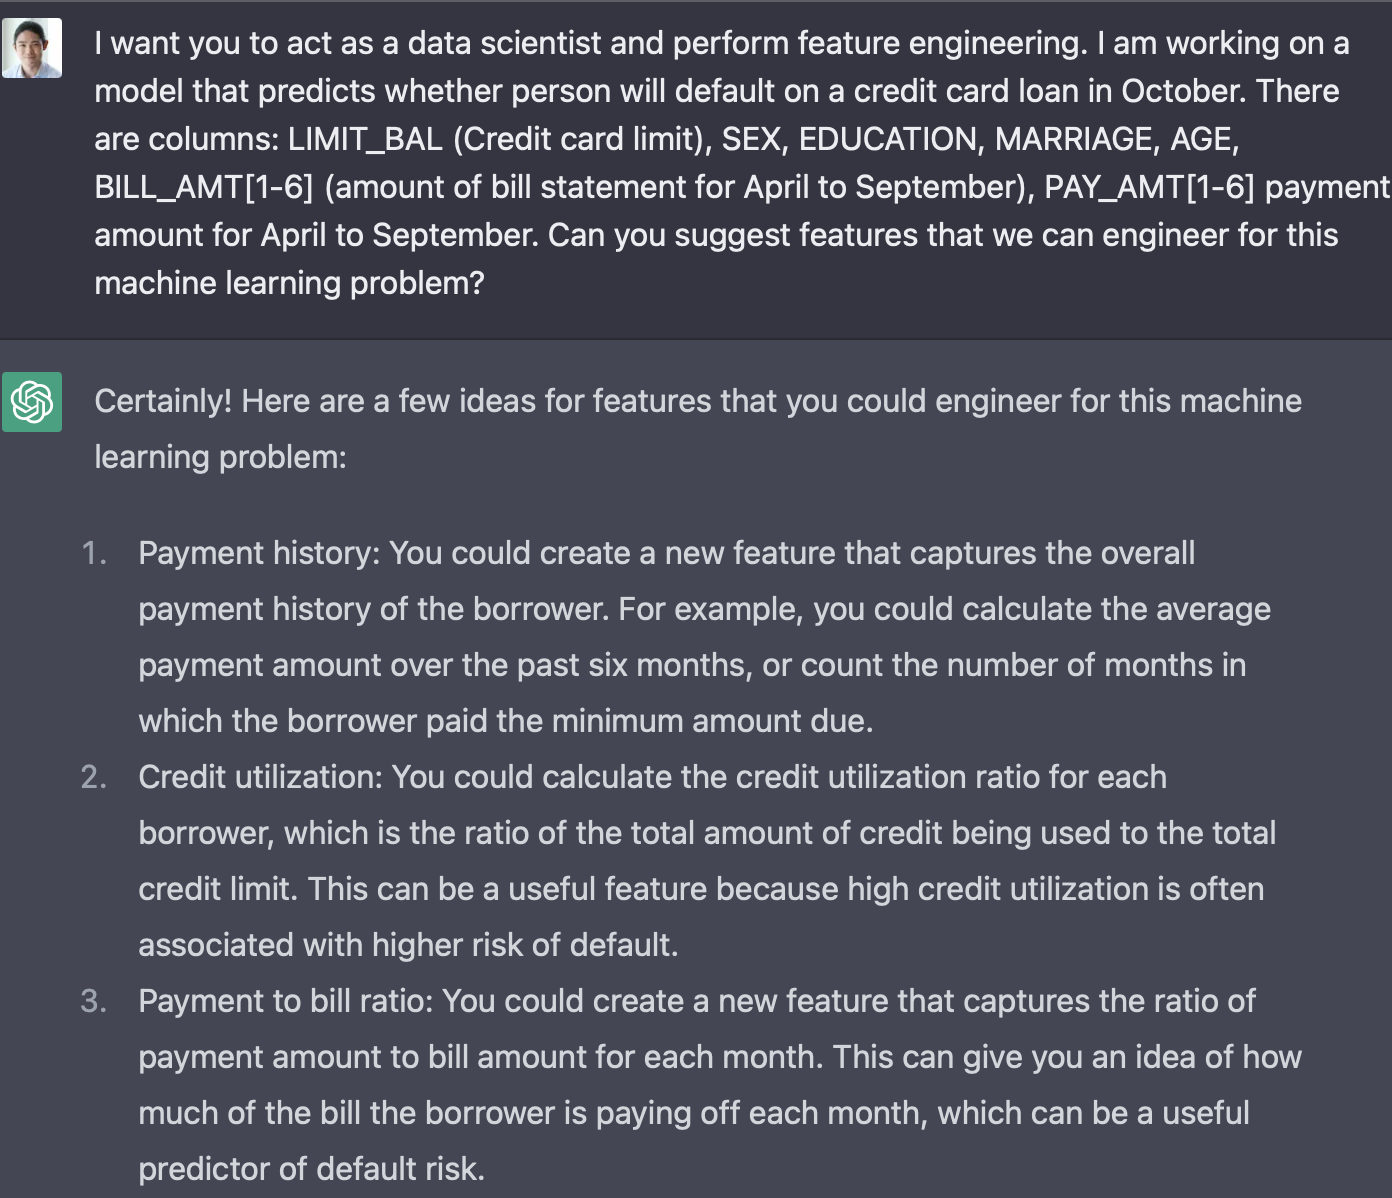 I want you to act as a data scientist and perform feature engineering. I am working on a
model that predicts whether person will default on a credit card loan in October. There
are columns: LIMIT_BAL (Credit card limit), SEX, EDUCATION, MARRIAGE, AGE,
BILL_AMT[1-6] (amount of bill statement for April to September), PAY_AMT[1-6] payment
amount for April to September. Can you suggest features that we can engineer for this
machine learning problem?
Certainly! Here are a few ideas for features that you could engineer for this machine
learning problem:
1. Payment history: You could create a new feature that captures the overall
payment history of the borrower. For example, you could calculate the average
payment amount over the past six months, or count the number of months in
which the borrower paid the minimum amount due.
2. Credit utilization: You could calculate the credit utilization ratio for each
borrower, which is the ratio of the total amount of credit being used to the total
credit limit. This can be a useful feature because high credit utilization is often
associated with higher risk of default.
3. Payment to bill ratio: You could create a new feature that captures the ratio of
payment amount to bill amount for each month. This can give you an idea of how
much of the bill the borrower is paying off each month, which can be a useful
predictor of default risk.